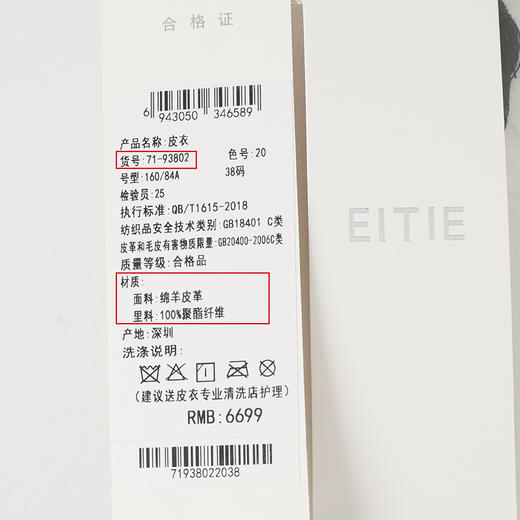 合格证
6 943050 346589
产品名称:皮衣
货号:71-93802 色号:20
号型:160/84A 38码
检验员:25
执行标准:QB/T1615-2018
纺织品安全技术类别:GB18401 C类
皮革和毛皮有害物质限量:GB20400-2006C类
质量等级:合格品
材质:
面料:绵羊皮革
里料:100%聚酯纤维
产地:深圳
洗涤说明:
(建议送皮衣专业清洗店护理)
RMB:6699
71938022038
EITIE